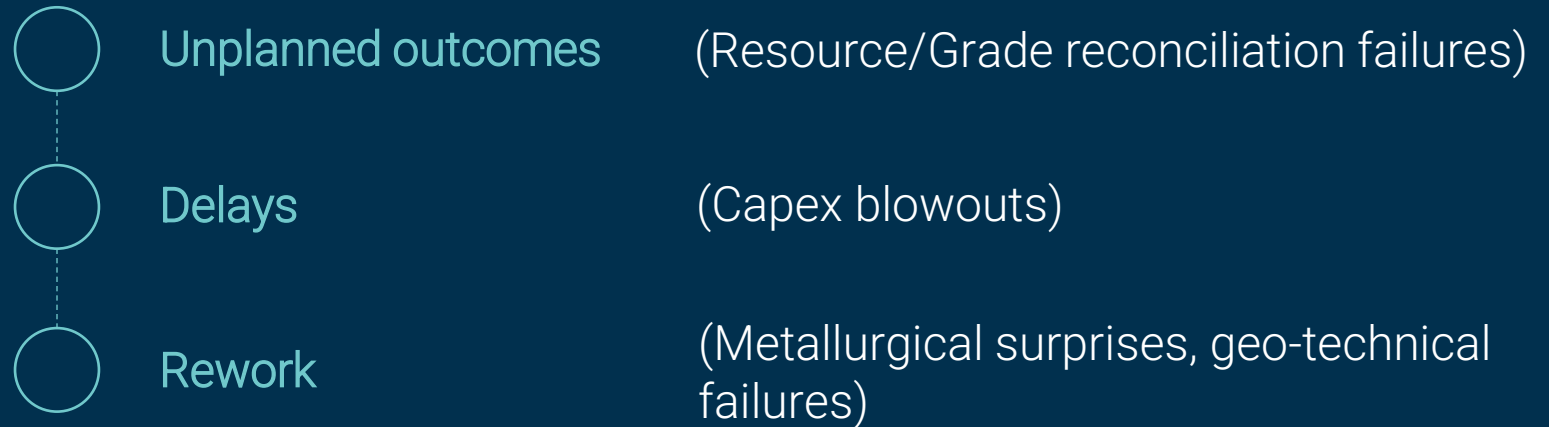 Unplanned outcomes (Resource/Grade reconciliation failures)
Delays (Capex blowouts)
Rework (Metallurgical surprises, geo-technical
failures)